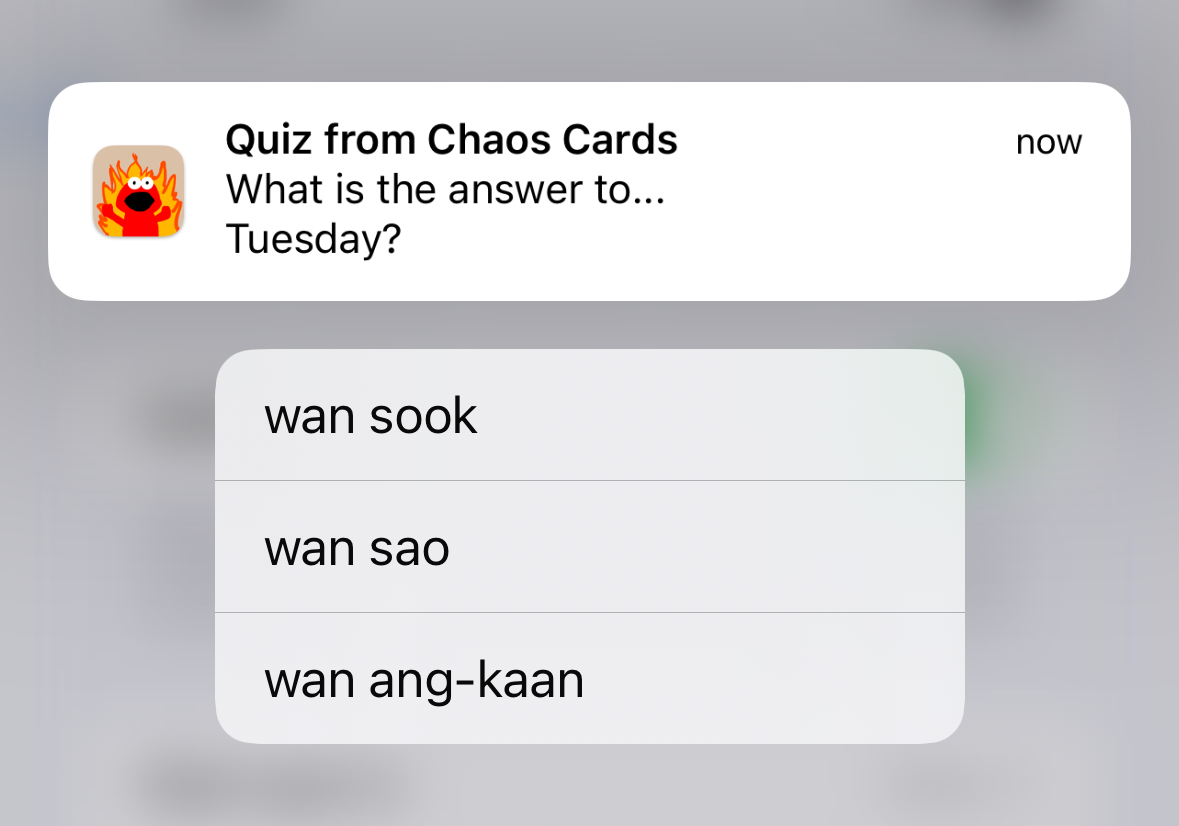 Quiz from Chaos Cards
now
What is the answer to...
Tuesday?
wan sook
wan sao
wan ang-kaan